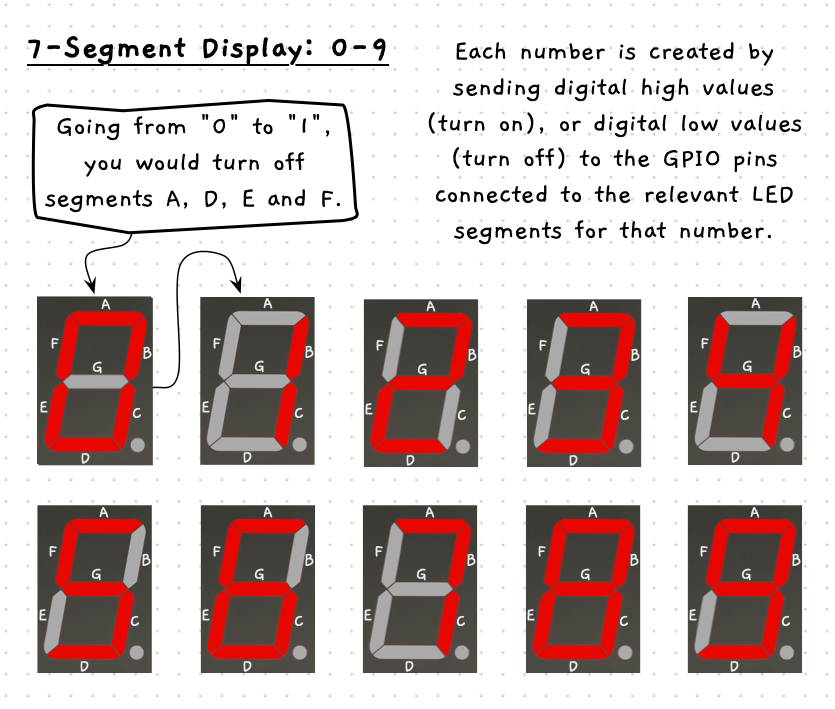 7-Segment Display: 0-9
Each number is created by
sending digital high values
(turn on), or digital low values
(turn off) to the GPIO pins
connected to the relevant LED
segments for that number.
Going from "0" to "1",
you would turn off
segments A, D, E and F.
A A A A A
F B F B F B F B F B
G G G G G
E C E C E C E C E C
D D D D D
A A A A A
F B F B F B F B F B
G G G G G
E C E C E C E C E C
D D D D D